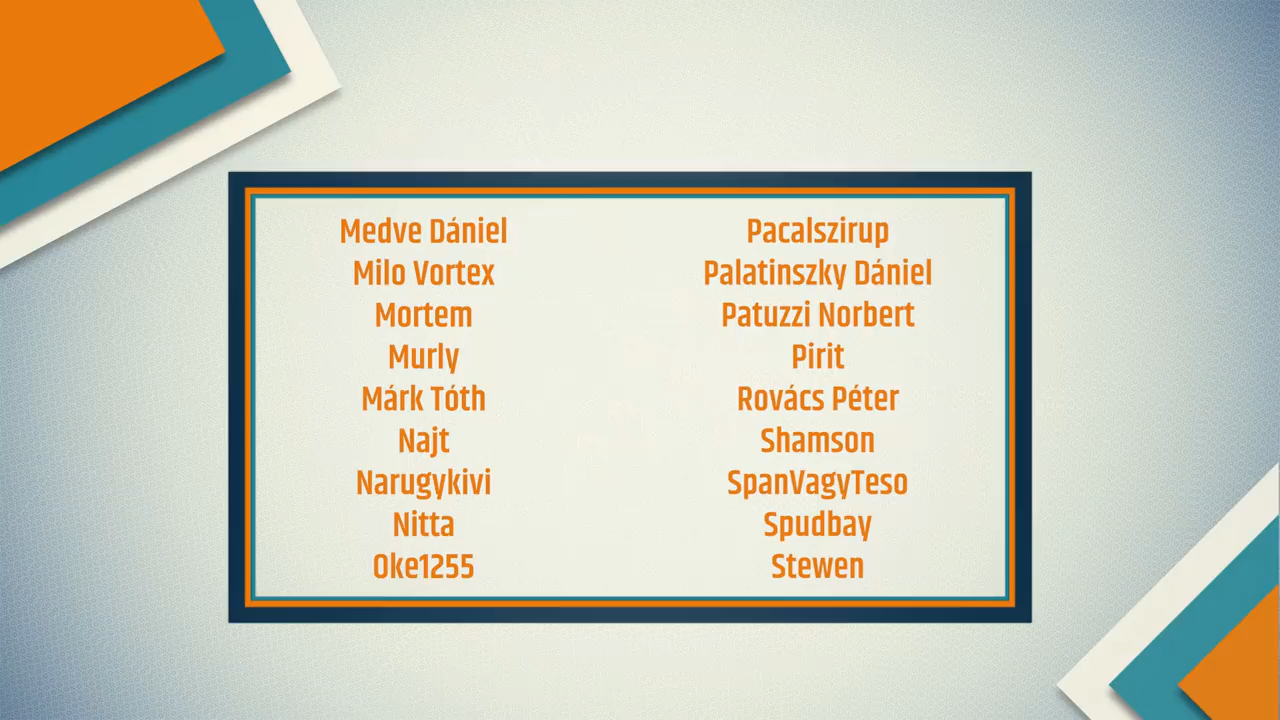 Medve Dániel
Milo Vortex
Mortem
Murly
Márk Tóth
Najt
Narugykivi
Nitta
Oke1255
Pacalszirup
Palatinszky Dániel
Patuzzi Norbert
Pirit
Rovács Péter
Shamson
SpanVagyTeso
Spudbay
Stewen